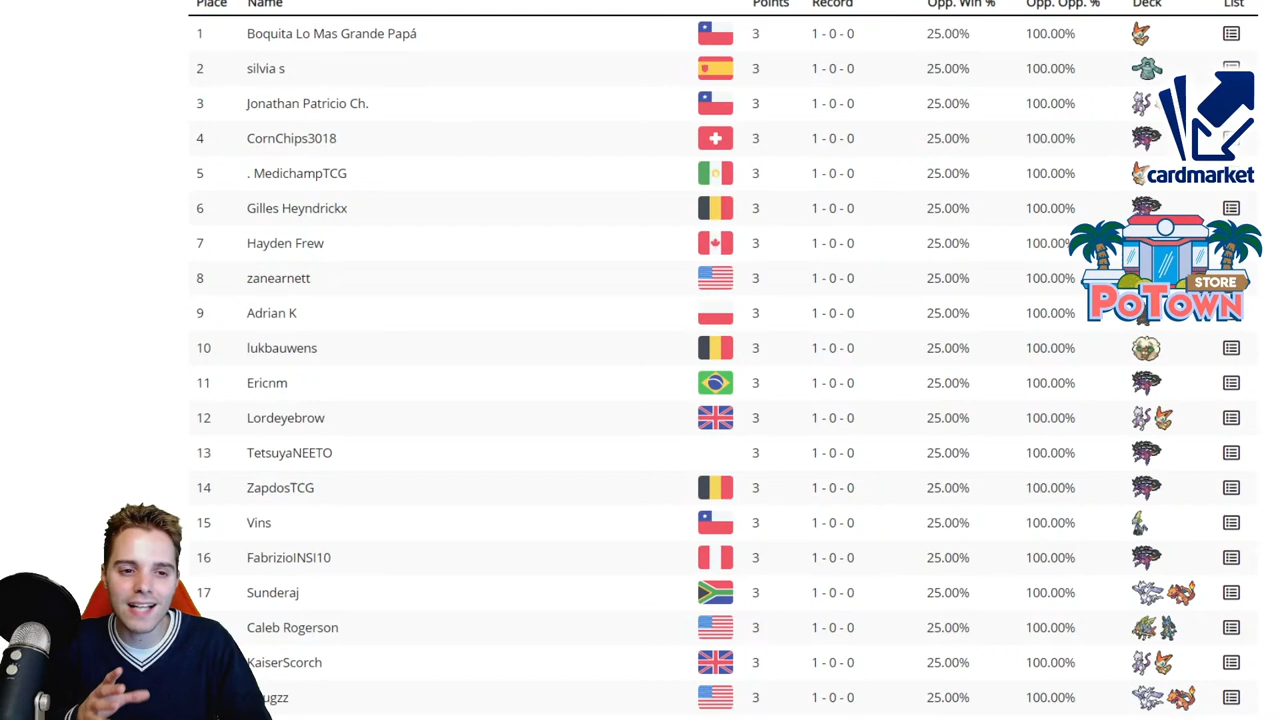 Place Name Points Record Opp. Win % Opp. Opp. % Deck List
1 Boquita Lo Mas Grande Papá 3 1 - 0 - 0 25.00% 100.00%
2 silvia s 3 1 - 0 - 0 25.00% 100.00%
3 Jonathan Patricio Ch. 3 1 - 0 - 0 25.00% 100.00%
4 CornChips3018 3 1 - 0 - 0 25.00% 100.00%
5 . MedichampTCG 3 1 - 0 - 0 25.00% 100.00%
cardmarket
6 Gilles Heyndrickx 3 1 - 0 - 0 25.00% 100.00%
7 Hayden Frew 3 1 - 0 - 0 25.00% 100.00%
8 zanearnett 3 1 - 0 - 0 25.00% 100.00%
STORE
POTOWN
9 Adrian K 3 1 - 0 - 0 25.00% 100.00%
10 lukbauwens 3 1 - 0 - 0 25.00% 100.00%
11 Ericnm 3 1 - 0 - 0 25.00% 100.00%
12 Lordeyebrow 3 1 - 0 - 0 25.00% 100.00%
13 TetsuyaNEETO 3 1 - 0 - 0 25.00% 100.00%
14 ZapdosTCG 3 1 - 0 - 0 25.00% 100.00%
15 Vins 3 1 - 0 - 0 25.00% 100.00%
16 FabrizioINSI10 3 1 - 0 - 0 25.00% 100.00%
17 Sunderaj 3 1 - 0 - 0 25.00% 100.00%
Caleb Rogerson 3 1 - 0 - 0 25.00% 100.00%
KaiserScorch 3 1 - 0 - 0 25.00% 100.00%
3 1 - 0 - 0 25.00% 100.00%